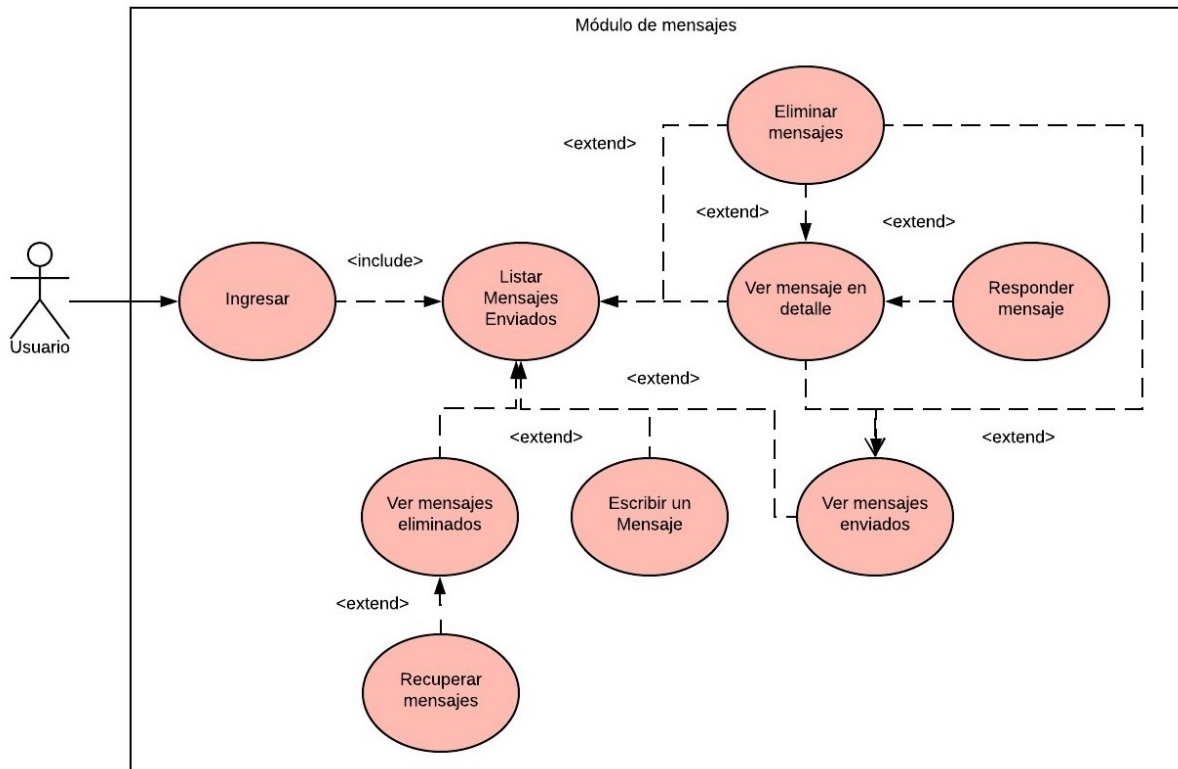 Módulo de mensajes
Eliminar
mensajes
<extend>
<extend>
<extend>
<include>
Usuario
Ingresar
Listar
Mensajes
Enviados
Ver mensaje en
detalle
Responder
mensaje
<extend>
<extend>
<extend>
Ver mensajes
eliminados
Escribir un
Mensaje
Ver mensajes
enviados
<extend>
Recuperar
mensajes